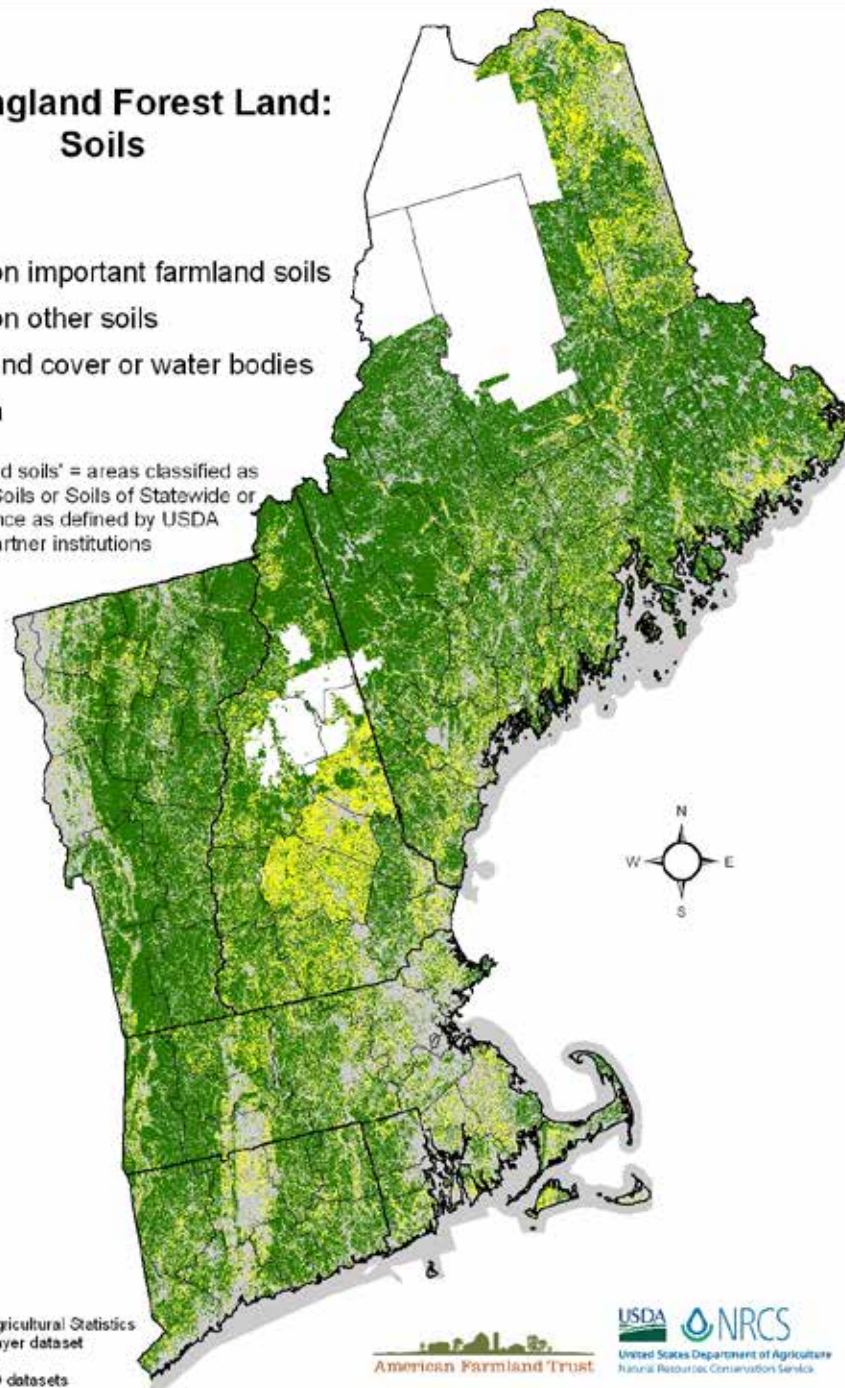 ngland Forest Land:
Soils
on important farmland soils
on other soils
nd cover or water bodies
d soils' = areas classified as
Soils or Soils of Statewide or
nce as defined by USDA
artner institutions
N
W E
S
gricultural Statistics
ayer dataset
datasets
American Farmland Trust
USDA NRCS
United States Department of Agriculture
Natural Resources Conservation Service